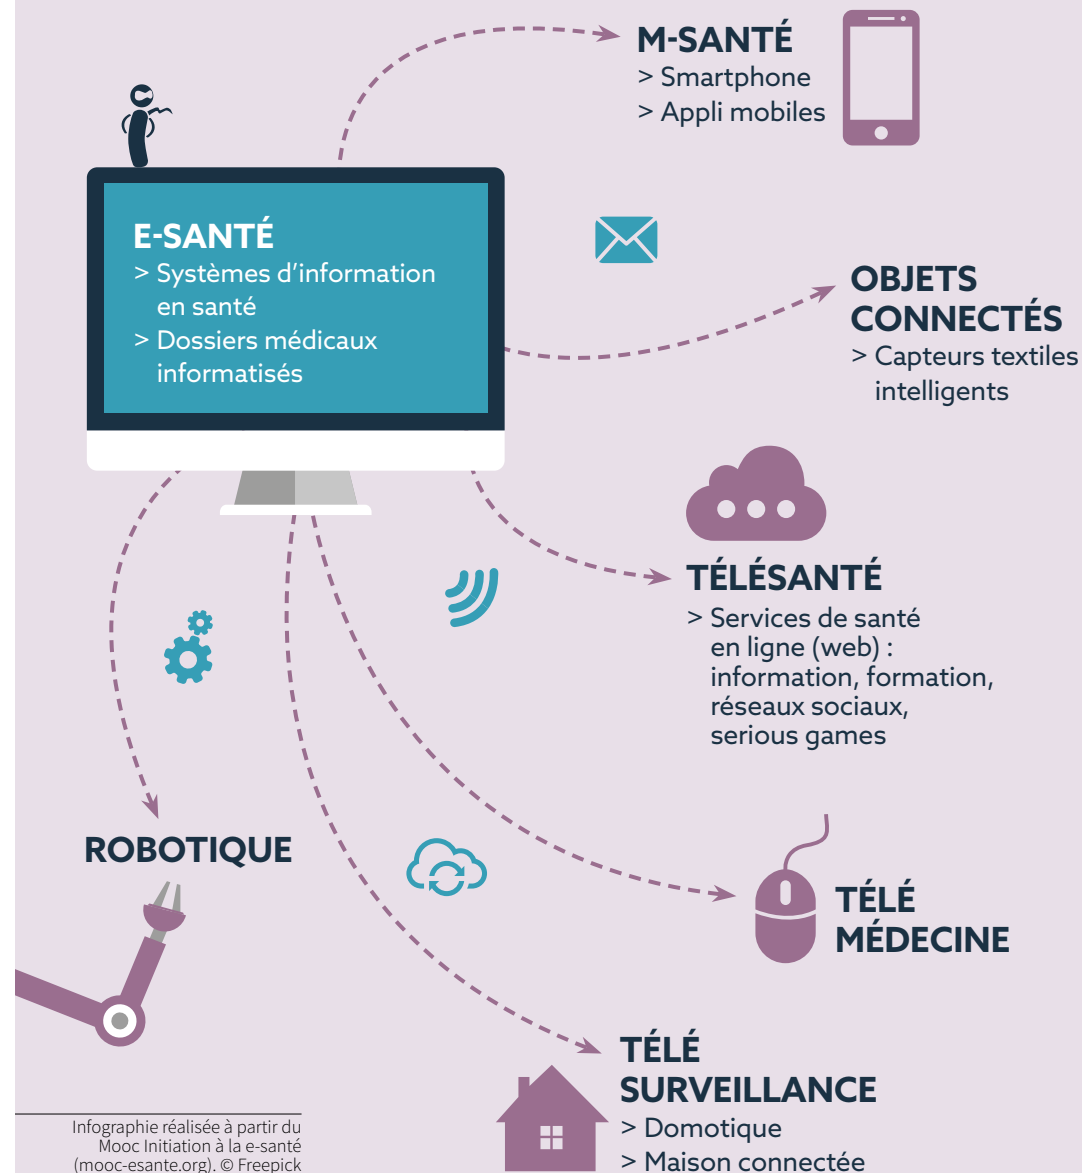 M-SANTÉ
> Smartphone
> Appli mobiles
E-SANTÉ
> Systèmes d'information
en santé
> Dossiers médicaux
informatisés
OBJETS
CONNECTÉS
> Capteurs textiles
intelligents
TÉLÉSANTÉ
> Services de santé
en ligne (web) :
information, formation,
réseaux sociaux,
serious games
ROBOTIQUE
TÉLÉ
MÉDECINE
TÉLÉ
SURVEILLANCE
> Domotique
> Maison connectée
Infographie réalisée à partir du
Mooc Initiation à la e-santé
(mooc-esante.org). © Freepick